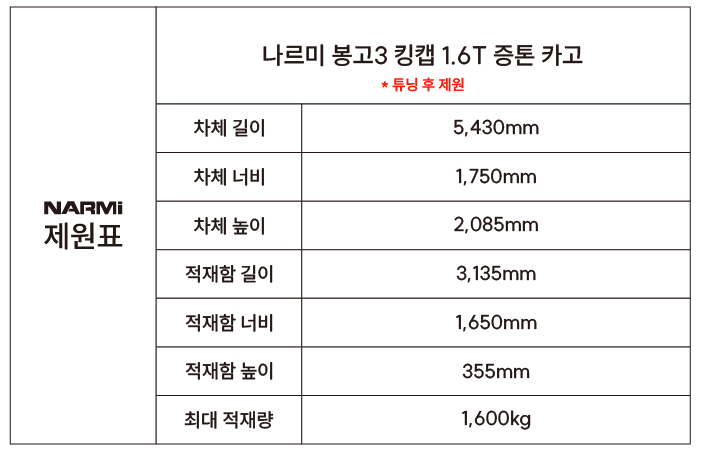 나르미 봉고3 킹캡 1.6T 증톤 카고
* 튜닝 후 제원
NARMi
제원표
차체 길이 5,430mm
차체 너비 1,750mm
차체 높이 2,085mm
적재함 길이 3,135mm
적재함 너비 1,650mm
적재함 높이 355mm
최대 적재량 1,600kg